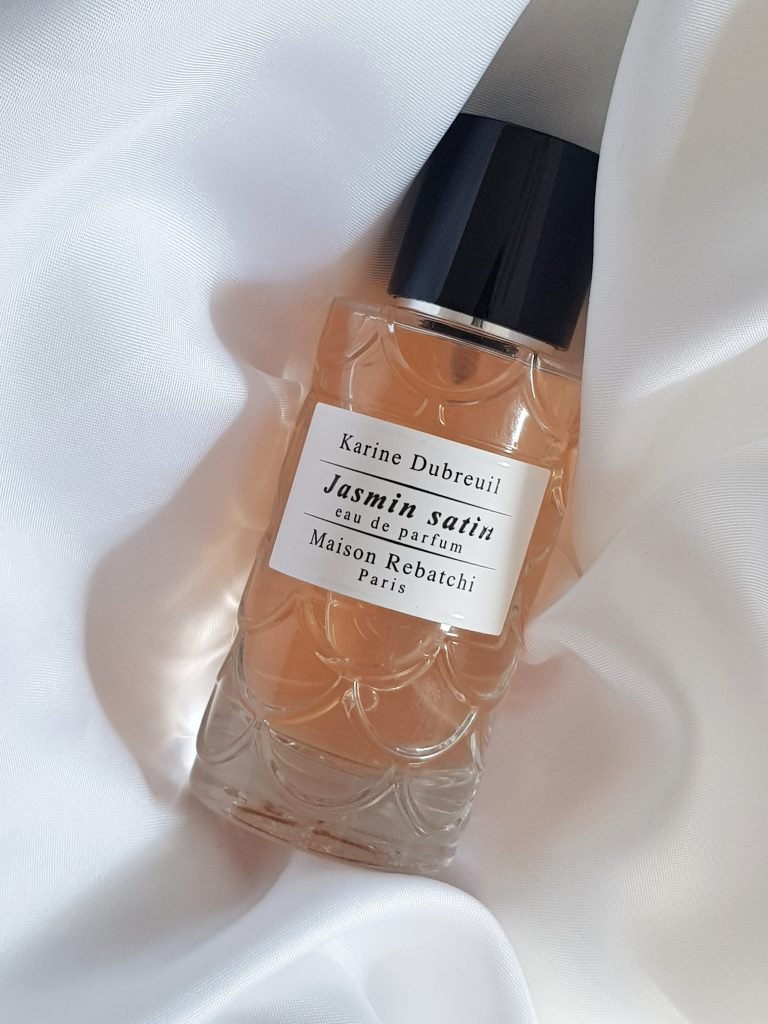 Karine Dubreuil
Jasmin satin
eau de parfum
Maison Rebatchi
Paris